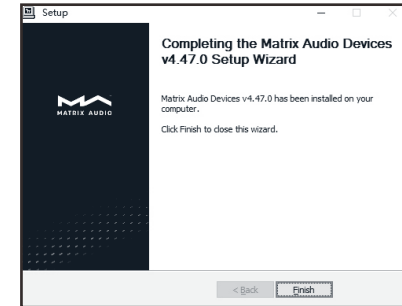 Setup
Completing the Matrix Audio Devices
v4.47.0 Setup Wizard
MATRIX AUDIO
Matrix Audio Devices v4.47.0 has been installed on your
computer.
Click Finish to close this wizard.
< Back
Finish